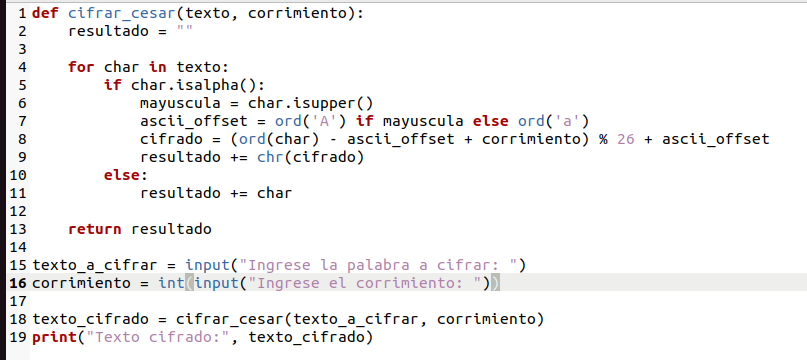 1 def cifrar_cesar(texto, corrimiento):
2     resultado = ""
3
4     for char in texto:
5         if char.isalpha():
6             mayuscula = char.isupper()
7             ascii_offset = ord('A') if mayuscula else ord('a')
8             cifrado = (ord(char) - ascii_offset + corrimiento) % 26 + ascii_offset
9             resultado += chr(cifrado)
10         else:
11             resultado += char
12
13     return resultado
14
15 texto_a_cifrar = input("Ingrese la palabra a cifrar: ")
16 corrimiento = int(input("Ingrese el corrimiento: "))
17
18 texto_cifrado = cifrar_cesar(texto_a_cifrar, corrimiento)
19 print("Texto cifrado:", texto_cifrado)